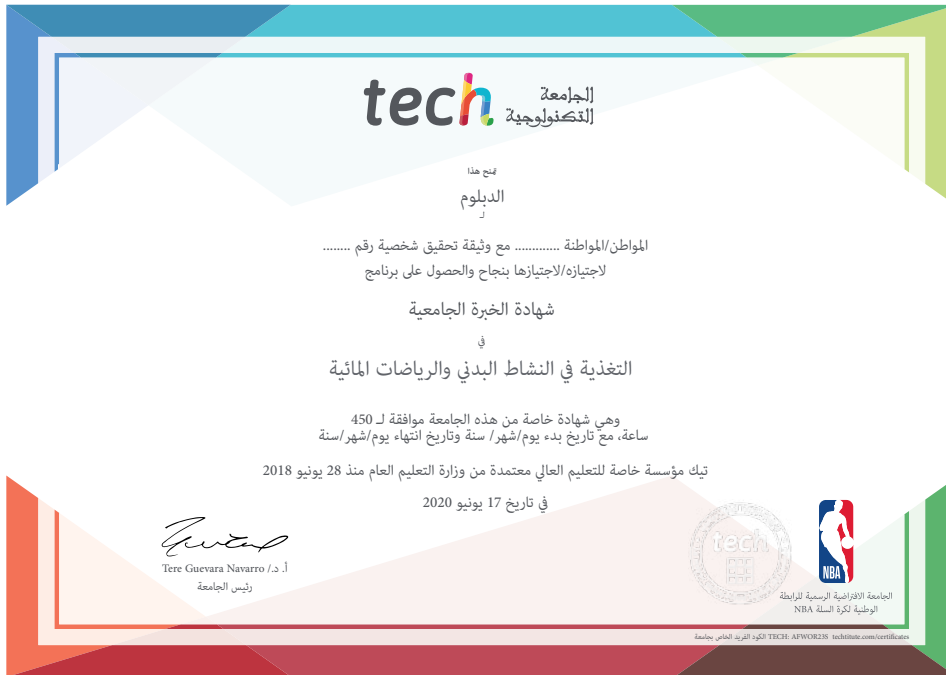 tech الجامعة
التكنولوجية
يمنح هذا
الدبلوم
لـ
المواطن/المواطنة ............ مع وثيقة تحقيق شخصية رقم ........
لاجتيازه/لاجتيازها بنجاح والحصول على برنامج
شهادة الخبرة الجامعية
في
التغذية في النشاط البدني والرياضات المائية
وهي شهادة خاصة من هذه الجامعة موافقة لـ 450
ساعة، مع تاريخ بدء يوم/شهر/ سنة وتاريخ انتهاء يوم/شهر/سنة
تيك مؤسسة خاصة للتعليم العالي معتمدة من وزارة التعليم العام منذ 28 يونيو 2018
في تاريخ 17 يونيو 2020
أ. د./ Tere Guevara Navarro
رئيس الجامعة
tech
NBA
الجامعة الافتراضية الرسمية للرابطة
الوطنية لكرة السلة NBA
الكود الفريد الخاص بجامعة TECH: AFWOR23S techtitute.com/certificates